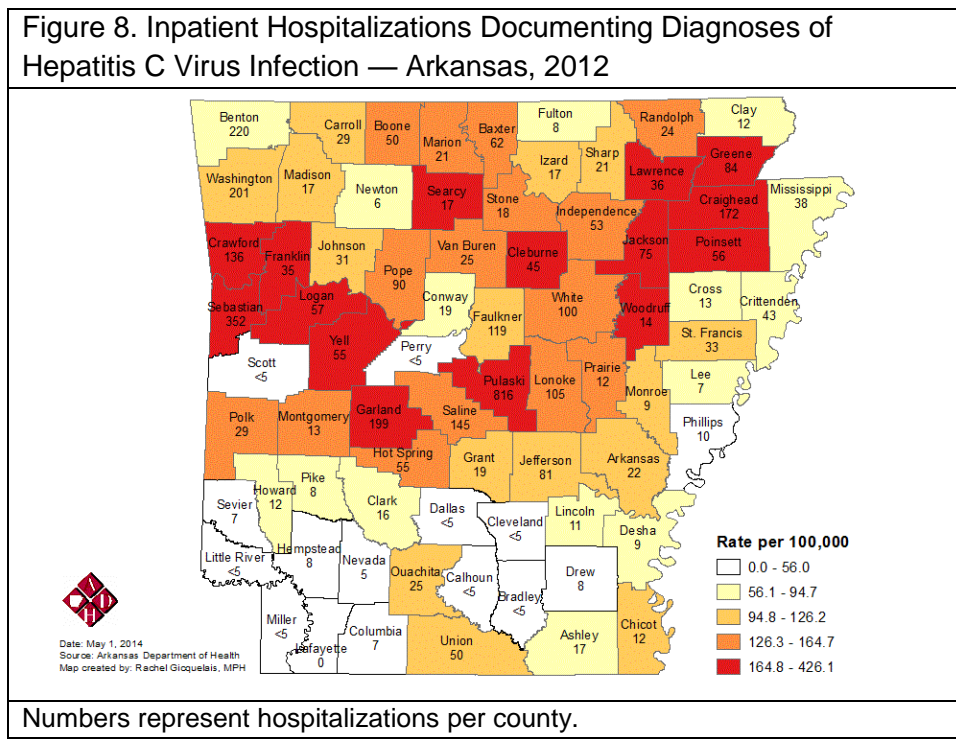 Figure 8. Inpatient Hospitalizations Documenting Diagnoses of
Hepatitis C Virus Infection — Arkansas, 2012
Benton
220
Carroll
29
Boone
50
Marion
21
Baxter
62
Fulton
8
Randolph
24
Clay
12
Washington
201
Madison
17
Newton
6
Searcy
17
Stone
18
Izard
17
Sharp
21
Lawrence
36
Greene
84
Independence
53
Craighead
172
Mississippi
38
Crawford
136
Franklin
35
Johnson
31
Pope
90
Van Buren
25
Cleburne
45
Jackson
75
Poinsett
56
Sebastian
352
Logan
57
Yell
55
Conway
19
Faulkner
119
White
100
Woodruff
14
Cross
13
Crittenden
43
St. Francis
33
Scott
<5
Perry
<5
Pulaski
816
Lonoke
105
Prairie
12
Monroe
9
Lee
7
Phillips
10
Polk
29
Montgomery
13
Garland
199
Saline
145
Hot Spring
55
Grant
19
Jefferson
81
Arkansas
22
Sevier
7
Howard
12
Pike
8
Clark
16
Dallas
<5
Cleveland
<5
Lincoln
11
Desha
9
Little River
<5
Hempstead
8
Nevada
5
Ouachita
25
Calhoun
<5
Bradley
<5
Drew
8
Miller
<5
Lafayette
0
Columbia
7
Union
50
Ashley
17
Chicot
12
Rate per 100,000
0.0 - 56.0
56.1 - 94.7
94.8 - 126.2
126.3 - 164.7
164.8 - 426.1
A D H
Date: May 1, 2014
Source: Arkansas Department of Health
Map created by: Rachel Gicquelais, MPH
Numbers represent hospitalizations per county.